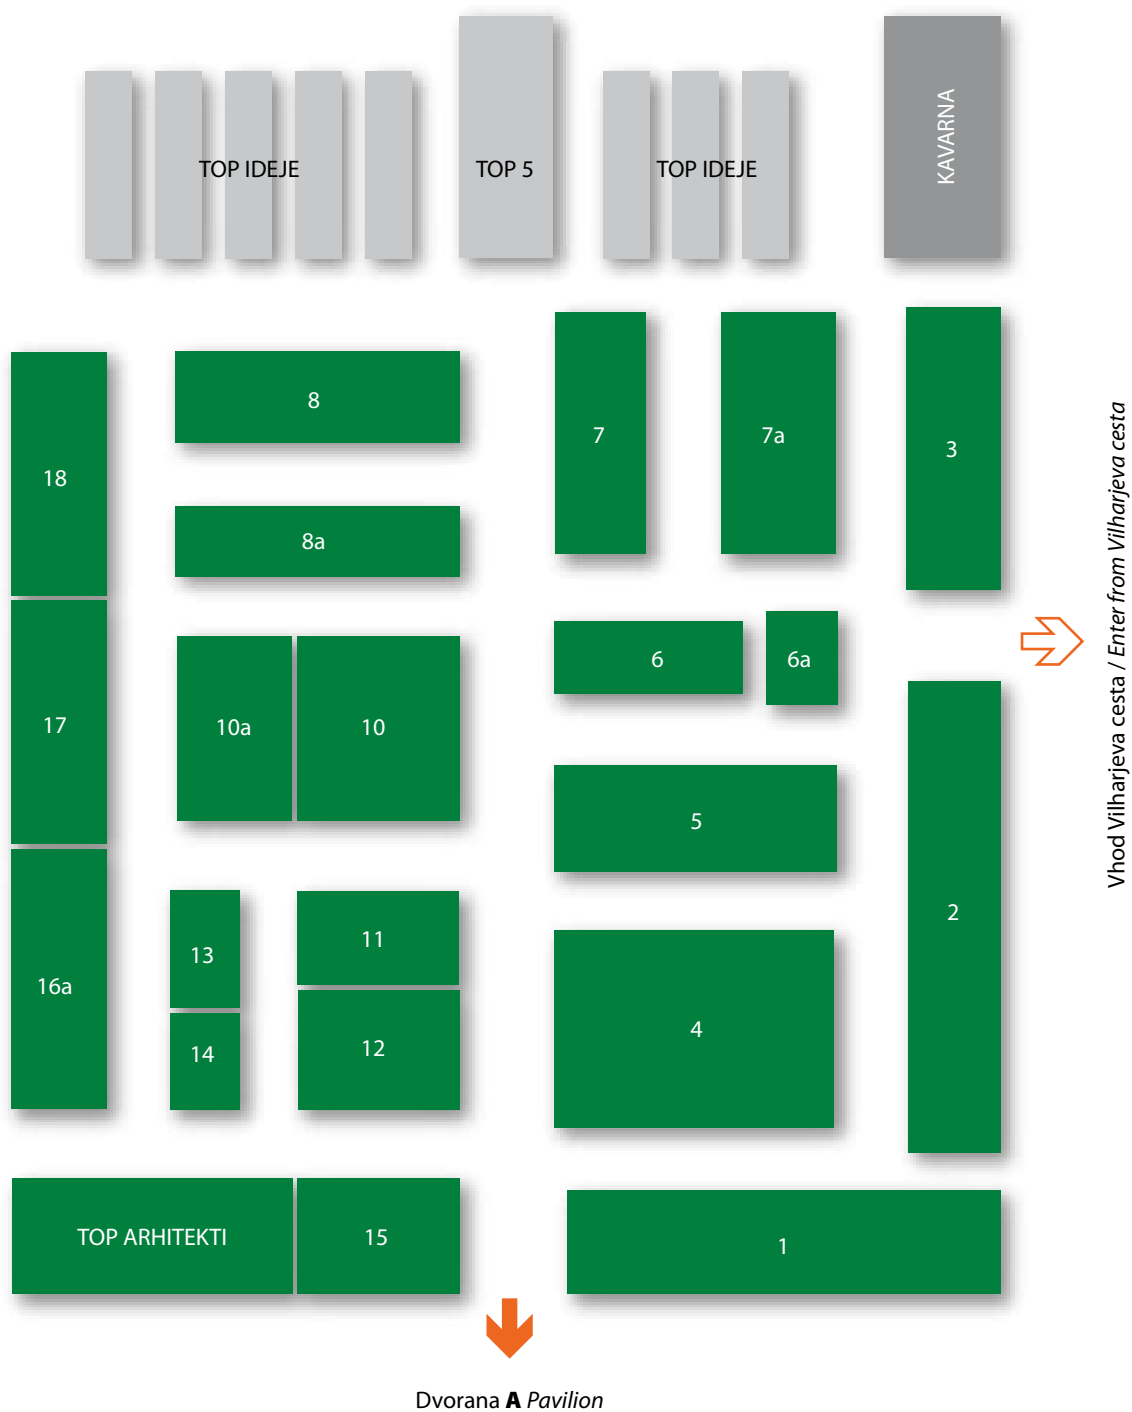 KAVARNA
TOP IDEJE
TOP 5
TOP IDEJE
8
7
7a
3
18
8a
6
6a
17
10a
10
5
2
11
13
16a
4
12
14
TOP ARHITEKTI
15
1
Vhod Vilharjeva cesta / Enter from Vilharjeva cesta
Dvorana A Pavilion